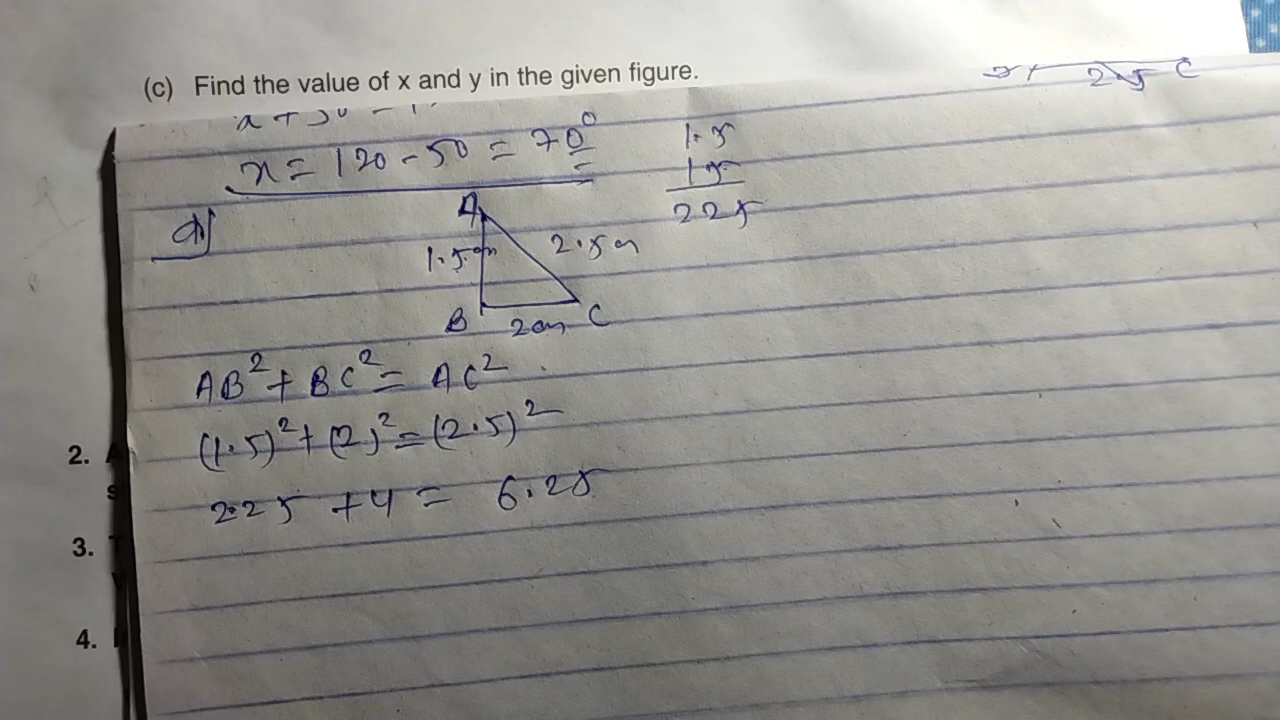 (c) Find the value of x and y in the given figure.
2.5 C
x = 120 - 50 = 70°
1.5
15
225
d)
A
1.5cm
2.5cm
B
2cm
C
AB² + BC² = AC²
(1.5)² + (2)² = (2.5)²
2.25 + 4 = 6.25
2.
3.
4.